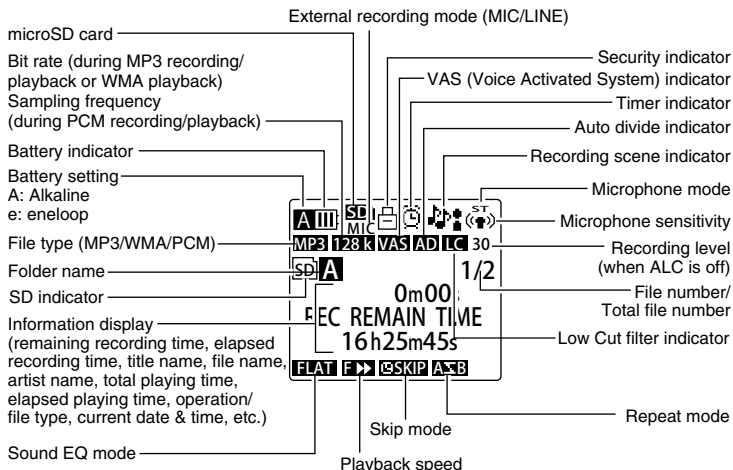 External recording mode (MIC/LINE)
microSD card
Bit rate (during MP3 recording/
playback or WMA playback)
Sampling frequency
(during PCM recording/playback)
Battery indicator
Battery setting
A: Alkaline
e: eneloop
File type (MP3/WMA/PCM)
Folder name
SD indicator
Information display
(remaining recording time, elapsed
recording time, title name, file name,
artist name, total playing time,
elapsed playing time, operation/
file type, current date & time, etc.)
Sound EQ mode
Security indicator
VAS (Voice Activated System) indicator
Timer indicator
Auto divide indicator
Recording scene indicator
Microphone mode
Microphone sensitivity
Recording level
(when ALC is off)
File number/
Total file number
Low Cut filter indicator
Repeat mode
Skip mode
Playback speed
A SD ST
MIC
MP3 128 k VAS AD LC 30
SD A 1/2
0m00s
REC REMAIN TIME
16h25m45s
FLAT F SKIP A B